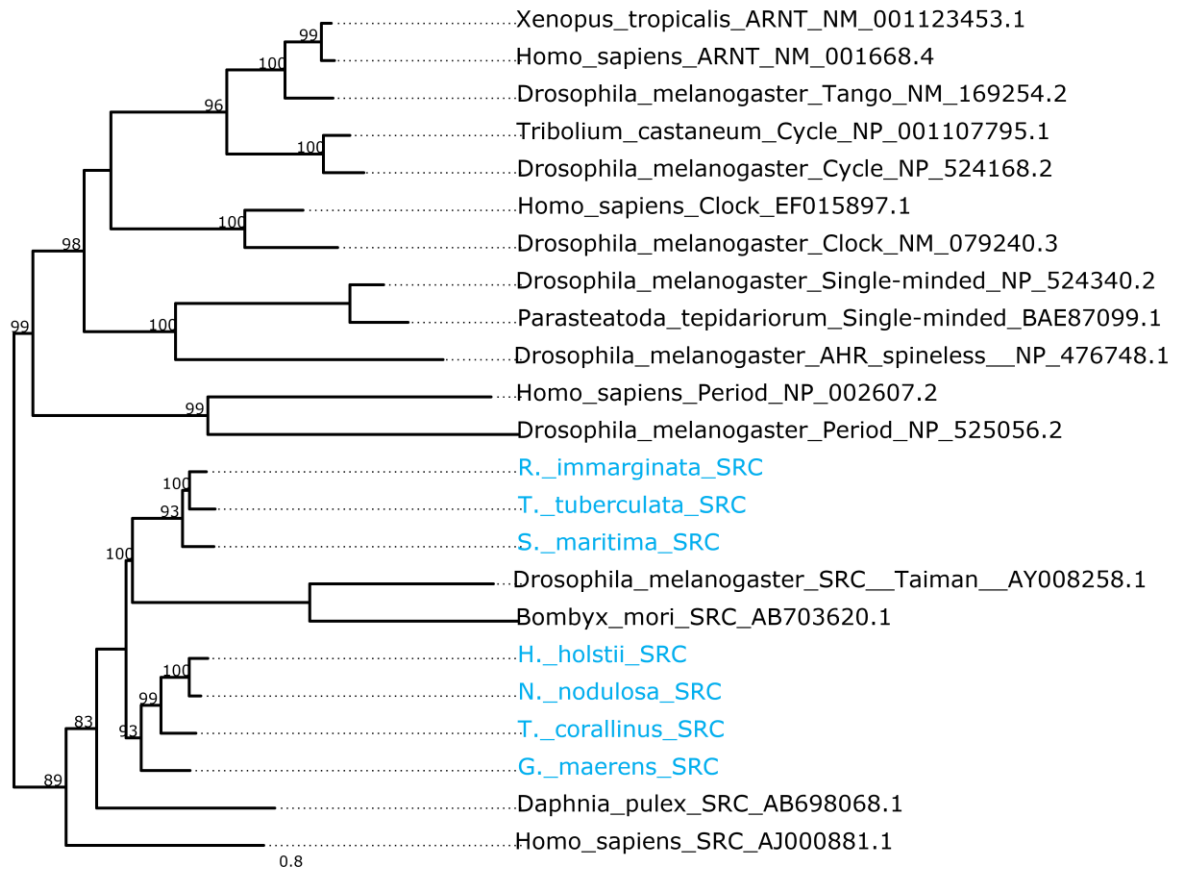 Xenopus_tropicalis_ARNT_NM_001123453.1
99
Homo_sapiens_ARNT_NM_001668.4
100
Drosophila_melanogaster_Tango_NM_169254.2
96
Tribolium_castaneum_Cycle_NP_001107795.1
100
Drosophila_melanogaster_Cycle_NP_524168.2
Homo_sapiens_Clock_EF015897.1
100
Drosophila_melanogaster_Clock_NM_079240.3
98
Drosophila_melanogaster_Single-minded_NP_524340.2
Parasteatoda_tepidariorum_Single-minded_BAE87099.1
99
100
Drosophila_melanogaster_AHR_spineless__NP_476748.1
Homo_sapiens_Period_NP_002607.2
99
Drosophila_melanogaster_Period_NP_525056.2
R._immarginata_SRC
100
T._tuberculata_SRC
93
S._maritima_SRC
100
Drosophila_melanogaster_SRC__Taiman__AY008258.1
Bombyx_mori_SRC_AB703620.1
H._holstii_SRC
100
N._nodulosa_SRC
99
83
T._corallinus_SRC
93
G._maerens_SRC
89
Daphnia_pulex_SRC_AB698068.1
Homo_sapiens_SRC_AJ000881.1
0.8